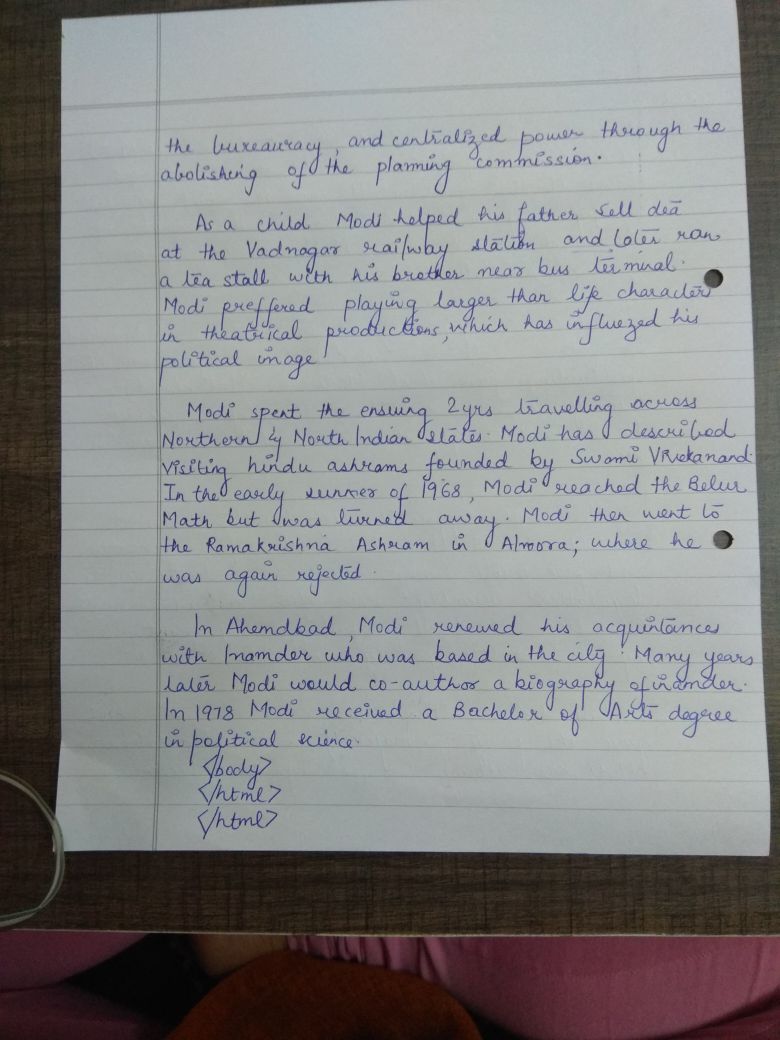 the bureauracy, and centralized power through the
abolisheng of the planning commission.
As a child Modi helped his father sell dea
at the Vadnagar railway station and later ran
a tea stall with his brother near bus terminal.
Modi preffered playing larger than life character
in theatrical productions, which has influezed his
political image
Modi spent the ensuing 2yrs travelling across
Northern & North Indian states. Modi has described
visiting hindu ashrams founded by Swami Vivekanand.
In the early summer of 1968, Modi reached the Belur
Math but was turned away. Modi then went to
the Ramakrishna Ashram in Almora; where he
was again rejected.
In Ahemdbad, Modi renewed his acquintances
with Inamder who was based in the city. Many years
later Modi would co-author a biography of inamder.
In 1978 Modi received a Bachelor of Arts degree
in political science.
</body>
</html>
</html>